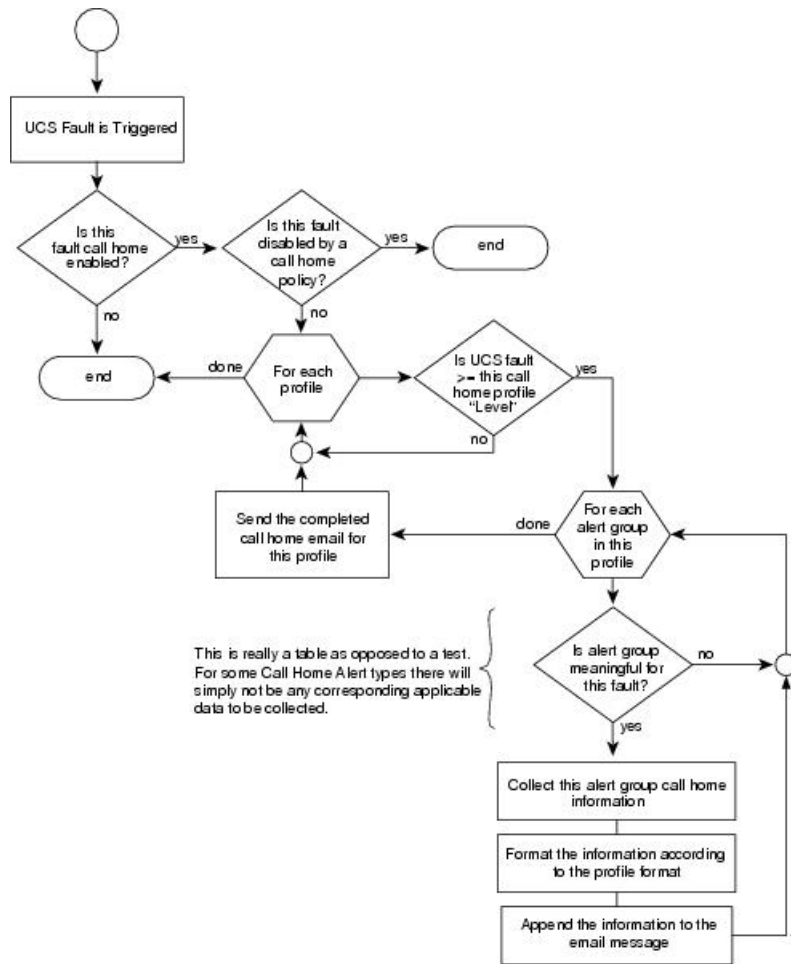 UCS Fault is Triggered
Is this
fault call home
enabled?
yes
Is this fault
disabled by a
call home
policy?
yes
end
no
no
end
done
For each
profile
Is UCS fault
>= this call
home profile
"Level"
yes
no
Send the completed
call home email for
this profile
done
For each
alert group
in this
profile
This is really a table as opposed to a test.
For some Call Home Alert types there will
simply not be any corresponding applicable
data to be collected.
Is alert group
meaningful for
this fault?
no
yes
Collect this alert group call home
information
Format the information according
to the profile format
Append the information to the
email message